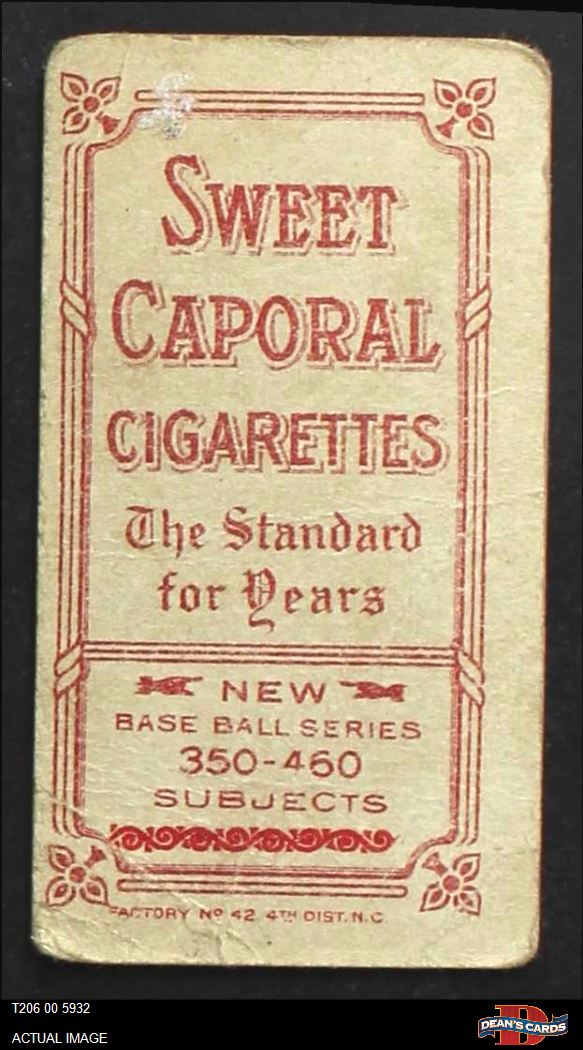 SWEET
CAPORAL
CIGARETTES
The Standard
for Years
NEW
BASE BALL SERIES
350-460
SUBJECTS
FACTORY Nº 42 4TH DIST. N.C.
T206 00 5932
ACTUAL IMAGE
D
DEAN'S CARDS